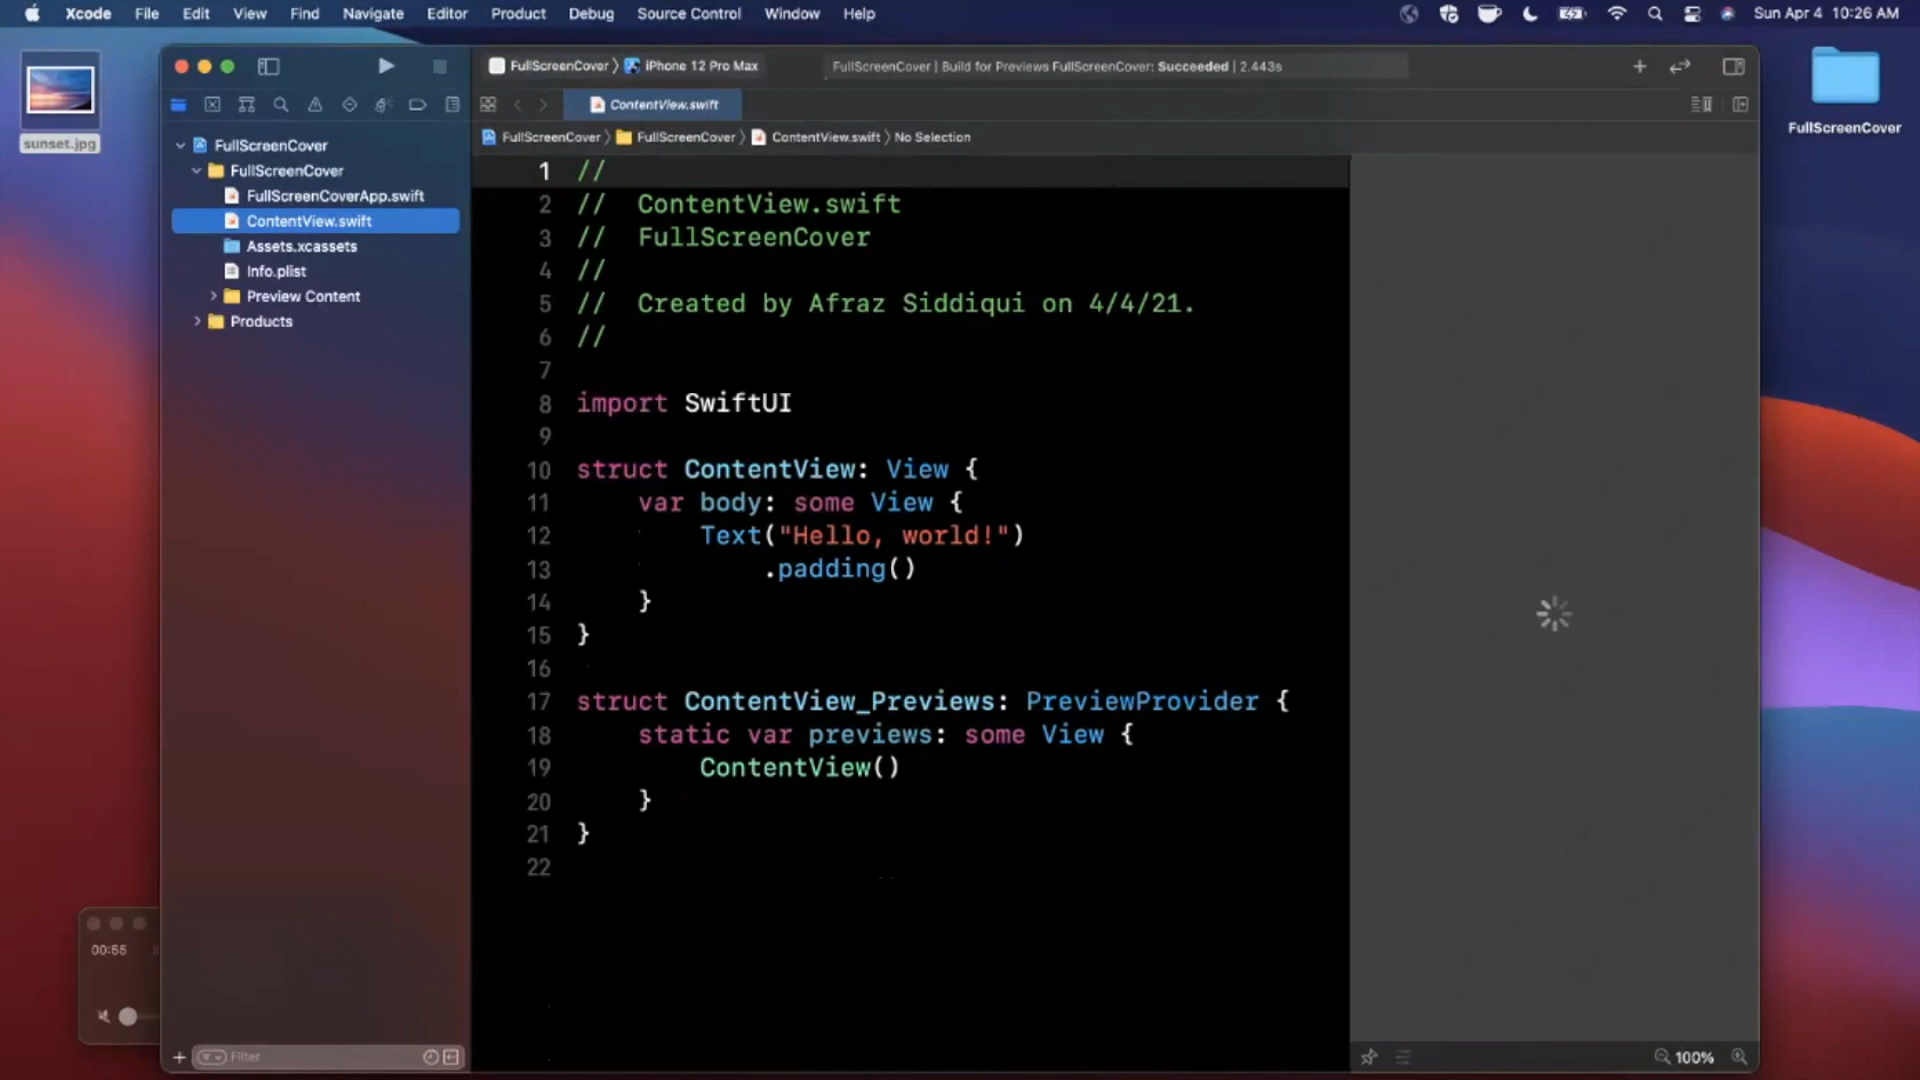 Xcode File Edit View Find Navigate Editor Product Debug Source Control Window Help Sun Apr 4 10:26 AM
sunset.jpg
FullScreenCover
FullScreenCover iPhone 12 Pro Max
FullScreenCover | Build for Previews FullScreenCover: Succeeded | 2.443s
ContentView.swift
FullScreenCover FullScreenCover ContentView.swift No Selection
FullScreenCover
FullScreenCover
FullScreenCoverApp.swift
ContentView.swift
Assets.xcassets
Info.plist
Preview Content
Products
1 //
2 // ContentView.swift
3 // FullScreenCover
4 //
5 // Created by Afraz Siddiqui on 4/4/21.
6 //
7
8 import SwiftUI
9
10 struct ContentView: View {
11 var body: some View {
12 Text("Hello, world!")
13 .padding()
14 }
15 }
16
17 struct ContentView_Previews: PreviewProvider {
18 static var previews: some View {
19 ContentView()
20 }
21 }
22
00:55
Filter
100%